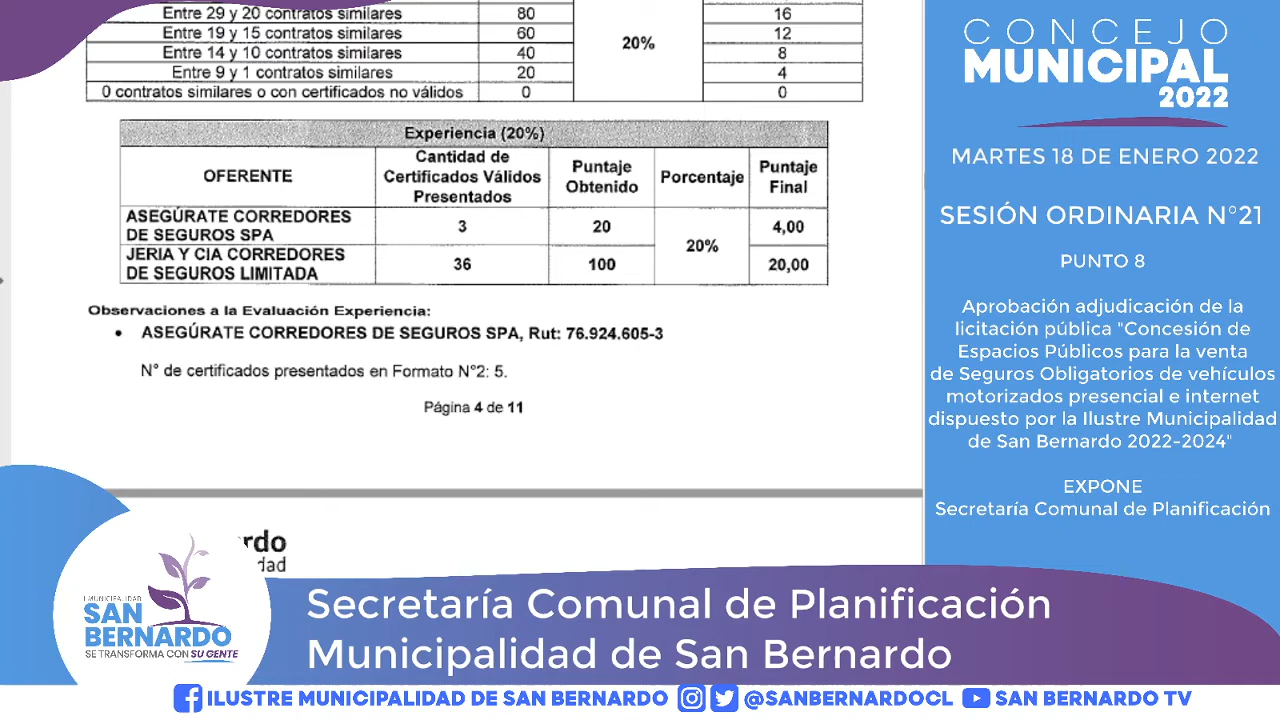 Entre 29 y 20 contratos similares 80 16
Entre 19 y 15 contratos similares 60 12
20%
Entre 14 y 10 contratos similares 40 8
Entre 9 y 1 contratos similares 20 4
0 contratos similares o con certificados no válidos 0 0
Experiencia (20%)
OFERENTE
Cantidad de
Certificados Válidos
Presentados
Puntaje
Obtenido
Porcentaje
Puntaje
Final
ASEGÚRATE CORREDORES
DE SEGUROS SPA
3 20 4,00
20%
JERIA Y CIA CORREDORES
DE SEGUROS LIMITADA
36 100 20,00
Observaciones a la Evaluación Experiencia:
• ASEGÚRATE CORREDORES DE SEGUROS SPA, Rut: 76.924.605-3
N° de certificados presentados en Formato N°2: 5.
Página 4 de 11
rdo
dad
CONCEJO
MUNICIPAL
2022
MARTES 18 DE ENERO 2022
SESIÓN ORDINARIA N°21
PUNTO 8
Aprobación adjudicación de la
licitación pública "Concesión de
Espacios Públicos para la venta
de Seguros Obligatorios de vehículos
motorizados presencial e internet
dispuesto por la Ilustre Municipalidad
de San Bernardo 2022-2024"
EXPONE
Secretaría Comunal de Planificación
I MUNICIPALIDAD
SAN
BERNARDO
SE TRANSFORMA CON SU GENTE
Secretaría Comunal de Planificación
Municipalidad de San Bernardo
ILUSTRE MUNICIPALIDAD DE SAN BERNARDO @SANBERNARDOCL SAN BERNARDO TV